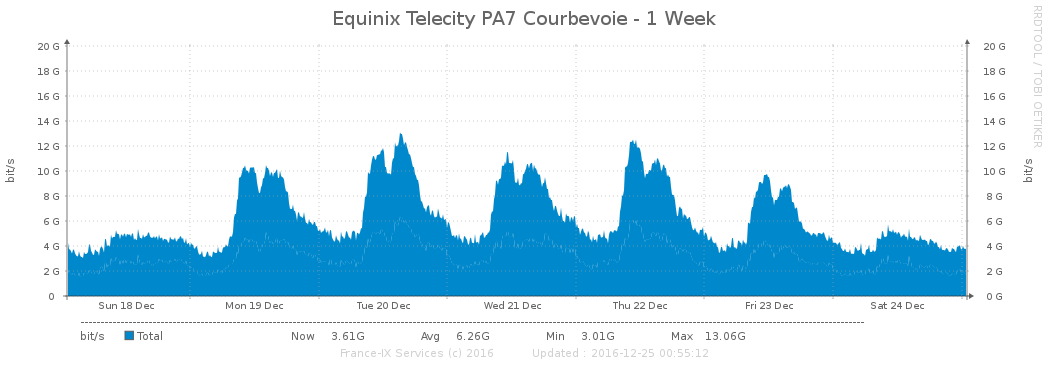 Equinix Telecity PA7 Courbevoie - 1 Week
RRDTOOL / TOBI OETIKER
20 G 20 G
18 G 18 G
16 G 16 G
14 G 14 G
12 G 12 G
10 G 10 G
8 G 8 G
6 G 6 G
4 G 4 G
2 G 2 G
0 0 G
bit/s
bit/s
Sun 18 Dec Mon 19 Dec Tue 20 Dec Wed 21 Dec Thu 22 Dec Fri 23 Dec Sat 24 Dec
bit/s Total Now 3.61G Avg 6.26G Min 3.01G Max 13.06G
France-IX Services (c) 2016 Updated : 2016-12-25 00:55:12